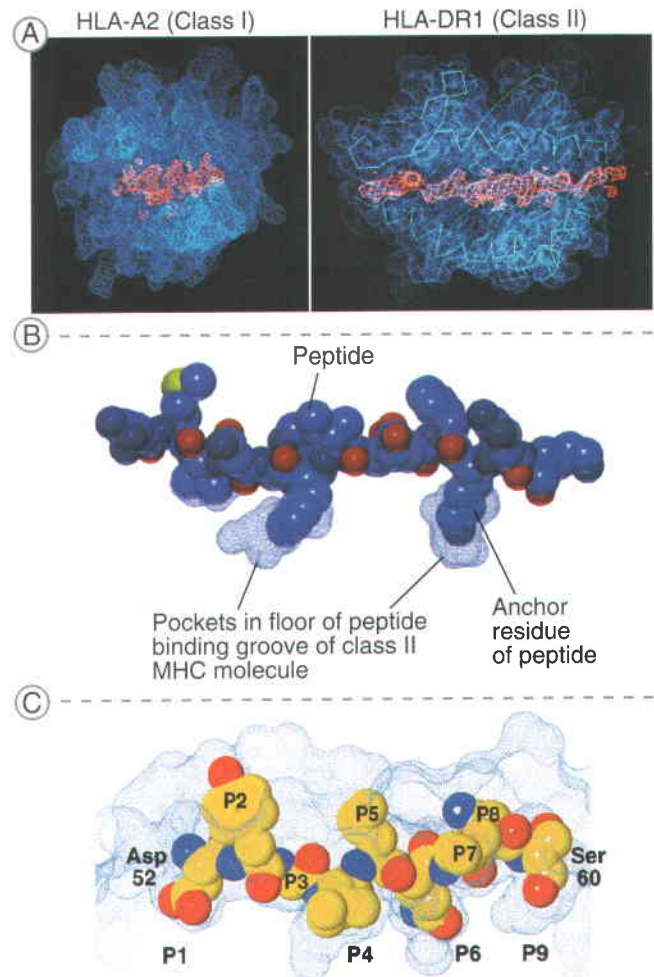 HLA-A2 (Class I)
HLA-DR1 (Class II)
A
B
Peptide
Pockets in floor of peptide
binding groove of class II
MHC molecule
Anchor
residue
of peptide
C
P2
P5
P8
Asp
52
P3
P7
Ser
60
P1
P4
P6
P9